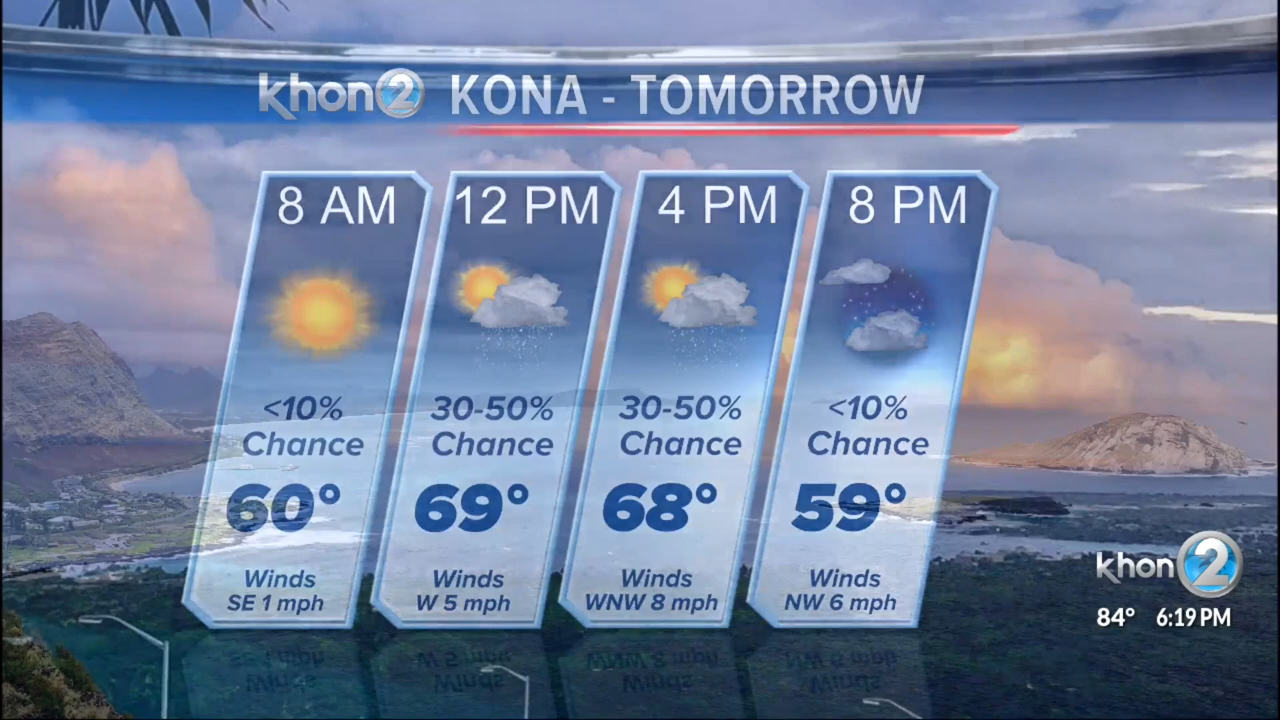 khon2 KONA - TOMORROW
8 AM
<10%
Chance
60°
Winds
SE 1 mph
12 PM
30-50%
Chance
69°
Winds
W 5 mph
4 PM
30-50%
Chance
68°
Winds
WNW 8 mph
8 PM
<10%
Chance
59°
Winds
NW 6 mph
khon2
84° 6:19 PM